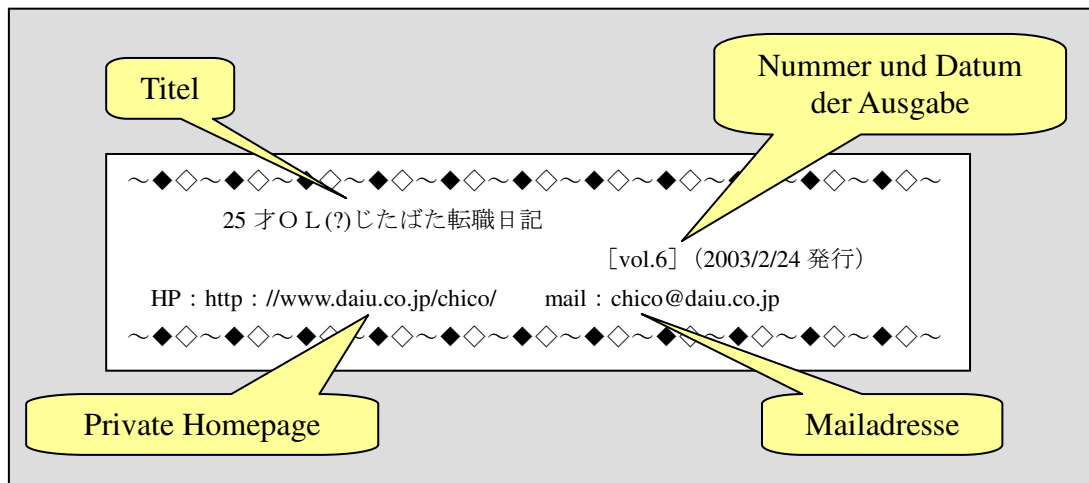 Titel
Nummer und Datum
der Ausgabe
～◆◇～◆◇～◆◇～◆◇～◆◇～◆◇～◆◇～◆◇～◆◇～◆◇～◆◇～
25 才ＯＬ(?)じたばた転職日記
［vol.6］（2003/2/24 発行）
HP：http：//www.daiu.co.jp/chico/ mail：chico@daiu.co.jp
～◆◇～◆◇～◆◇～◆◇～◆◇～◆◇～◆◇～◆◇～◆◇～◆◇～◆◇～
Private Homepage
Mailadresse